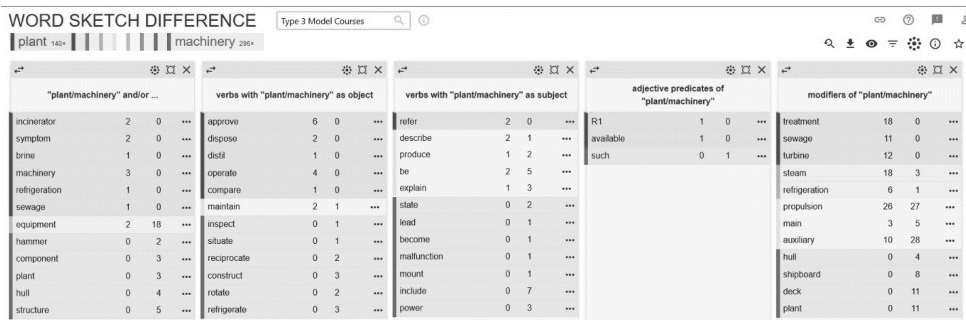 WORD SKETCH DIFFERENCE
Type 3 Model Courses
plant 140×
machinery 296×
"plant/machinery" and/or ...
incinerator 2 0
symptom 2 0
brine 1 0
machinery 3 0
refrigeration 1 0
sewage 1 0
equipment 2 18
hammer 0 2
component 0 3
plant 0 3
hull 0 4
structure 0 5
verbs with "plant/machinery" as object
approve 6 0
dispose 2 0
distil 1 0
operate 4 0
compare 1 0
maintain 2 1
inspect 0 1
situate 0 1
reciprocate 0 2
construct 0 3
rotate 0 2
refrigerate 0 3
verbs with "plant/machinery" as subject
refer 2 0
describe 2 1
produce 1 2
be 2 5
explain 1 3
state 0 2
lead 0 1
become 0 1
malfunction 0 1
mount 0 1
include 0 7
power 0 3
adjective predicates of
"plant/machinery"
R1 1 0
available 1 0
such 0 1
modifiers of "plant/machinery"
treatment 18 0
sewage 11 0
turbine 12 0
steam 18 3
refrigeration 6 1
propulsion 26 27
main 3 5
auxiliary 10 28
hull 0 4
shipboard 0 8
deck 0 11
plant 0 11